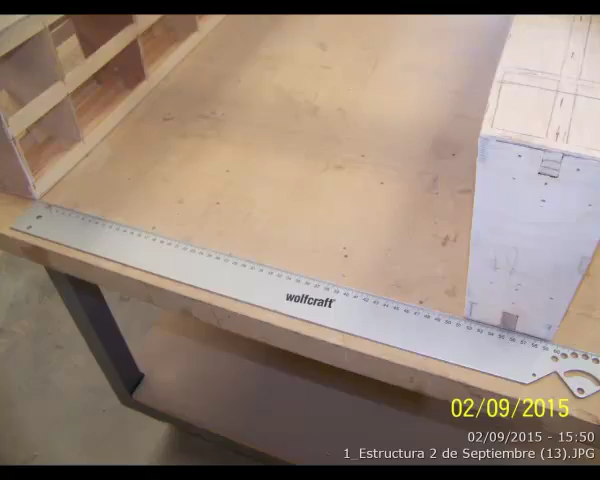 wolfcraft
02/09/2015
02/09/2015 - 15:50
1_Estructura 2 de Septiembre (13).JPG